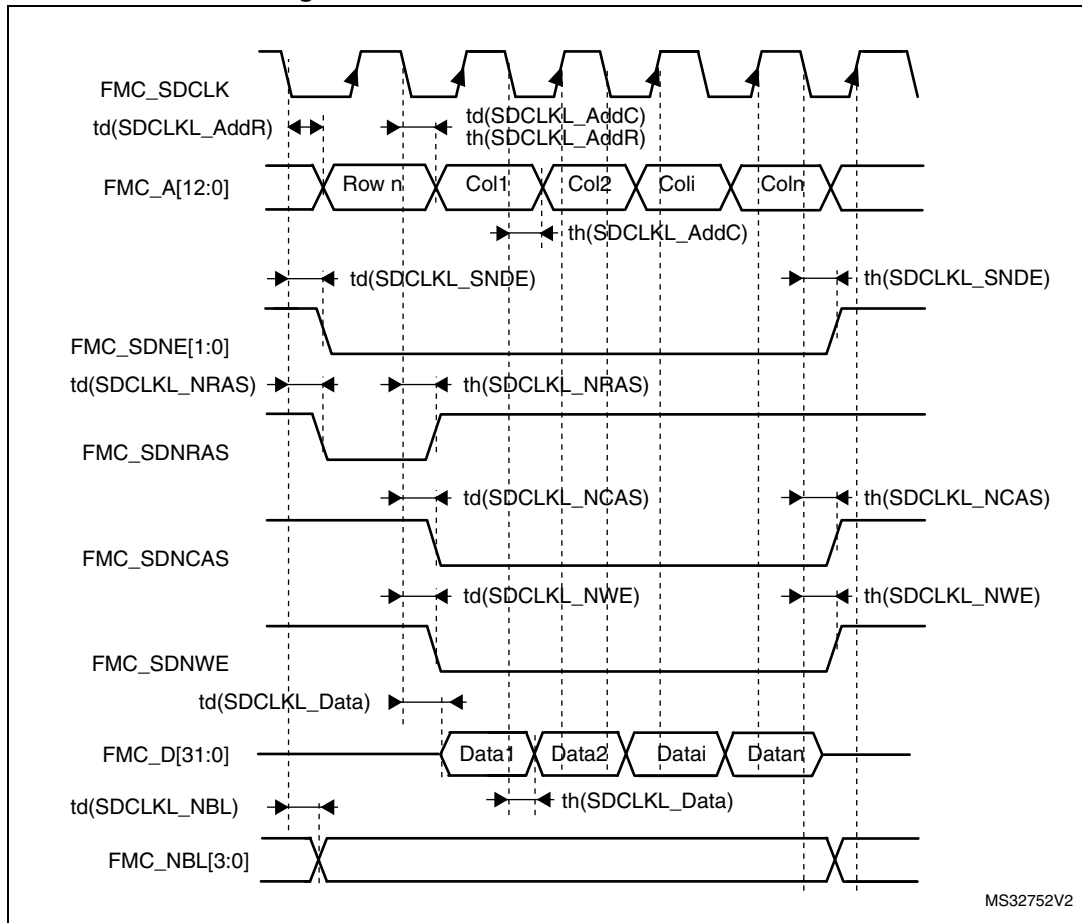 FMC_SDCLK
td(SDCLKL_AddR)
td(SDCLKL_AddC)
th(SDCLKL_AddR)
FMC_A[12:0]
Row n
Col1
Col2
Coli
Coln
th(SDCLKL_AddC)
td(SDCLKL_SNDE)
th(SDCLKL_SNDE)
FMC_SDNE[1:0]
td(SDCLKL_NRAS)
th(SDCLKL_NRAS)
FMC_SDNRAS
td(SDCLKL_NCAS)
th(SDCLKL_NCAS)
FMC_SDNCAS
td(SDCLKL_NWE)
th(SDCLKL_NWE)
FMC_SDNWE
td(SDCLKL_Data)
FMC_D[31:0]
Data1
Data2
Datai
Datan
td(SDCLKL_NBL)
th(SDCLKL_Data)
FMC_NBL[3:0]
MS32752V2